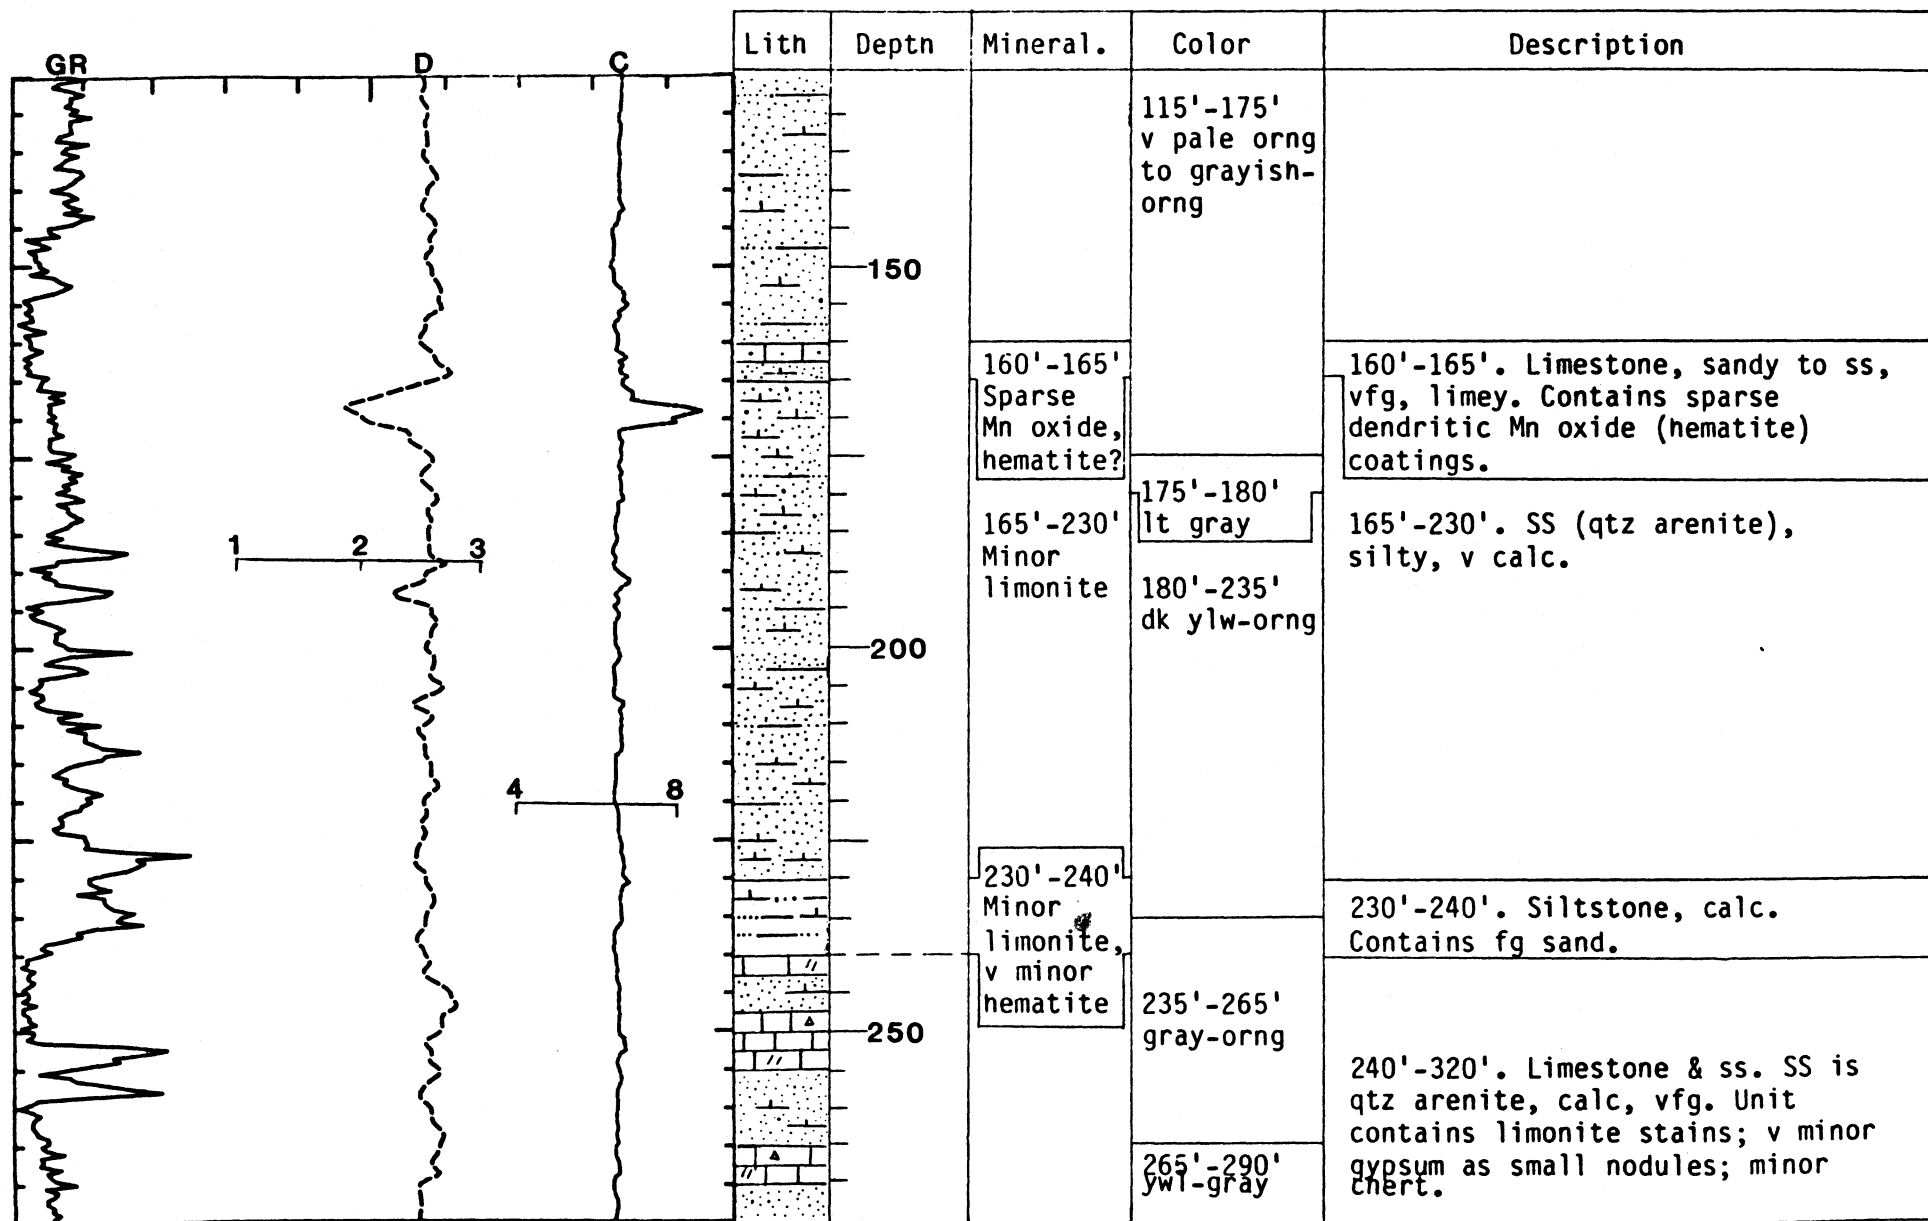 GR D C
Lith Deptn Mineral. Color Description
1 2 3
4 8
150
200
250
160'-165'
Sparse
Mn oxide,
hematite?
165'-230'
Minor
limonite
230'-240'
Minor
limonite,
v minor
hematite
115'-175'
v pale orng
to grayish-
orng
175'-180'
lt gray
180'-235'
dk ylw-orng
235'-265'
gray-orng
265'-290'
ywl-gray
160'-165'. Limestone, sandy to ss,
vfg, limey. Contains sparse
dendritic Mn oxide (hematite)
coatings.
165'-230'. SS (qtz arenite),
silty, v calc.
230'-240'. Siltstone, calc.
Contains fg sand.
240'-320'. Limestone & ss. SS is
qtz arenite, calc, vfg. Unit
contains limonite stains; v minor
gypsum as small nodules; minor
chert.